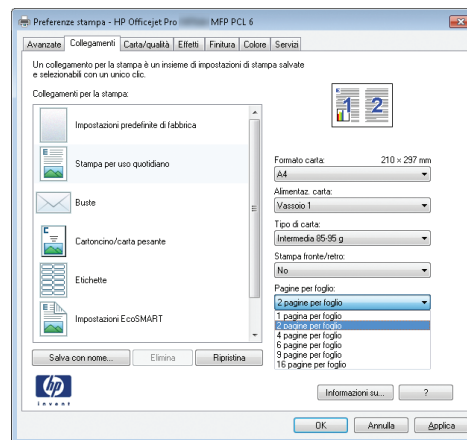 Preferenze stampa - HP Officejet Pro MFP PCL 6
Avanzate Collegamenti Carta/qualità Effetti Finitura Colore Servizi
Un collegamento per la stampa è un insieme di impostazioni di stampa salvate
e selezionabili con un unico clic.
Collegamenti per la stampa:
Impostazioni predefinite di fabbrica
Stampa per uso quotidiano
Buste
Cartoncino/carta pesante
Etichette
Impostazioni EcoSMART
Salva con nome... Elimina Ripristina
1 2
Formato carta: 210 × 297 mm
A4
Alimentaz. carta:
Vassoio 1
Tipo di carta:
Intermedia 85-95 g
Stampa fronte/retro:
No
Pagine per foglio:
2 pagine per foglio
1 pagina per foglio
2 pagine per foglio
4 pagine per foglio
6 pagine per foglio
9 pagine per foglio
16 pagine per foglio
hp
invent
Informazioni su... ?
OK Annulla Applica